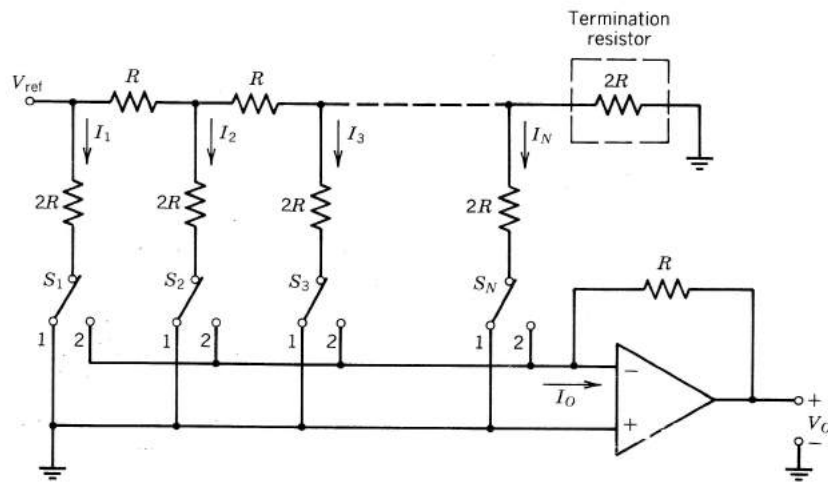 Termination
resistor
V_ref R R 2R
I_1 I_2 I_3 I_N
2R 2R 2R 2R
S_1 S_2 S_3 S_N R
1 2 1 2 1 2 1 2
I_O − + + V_O −